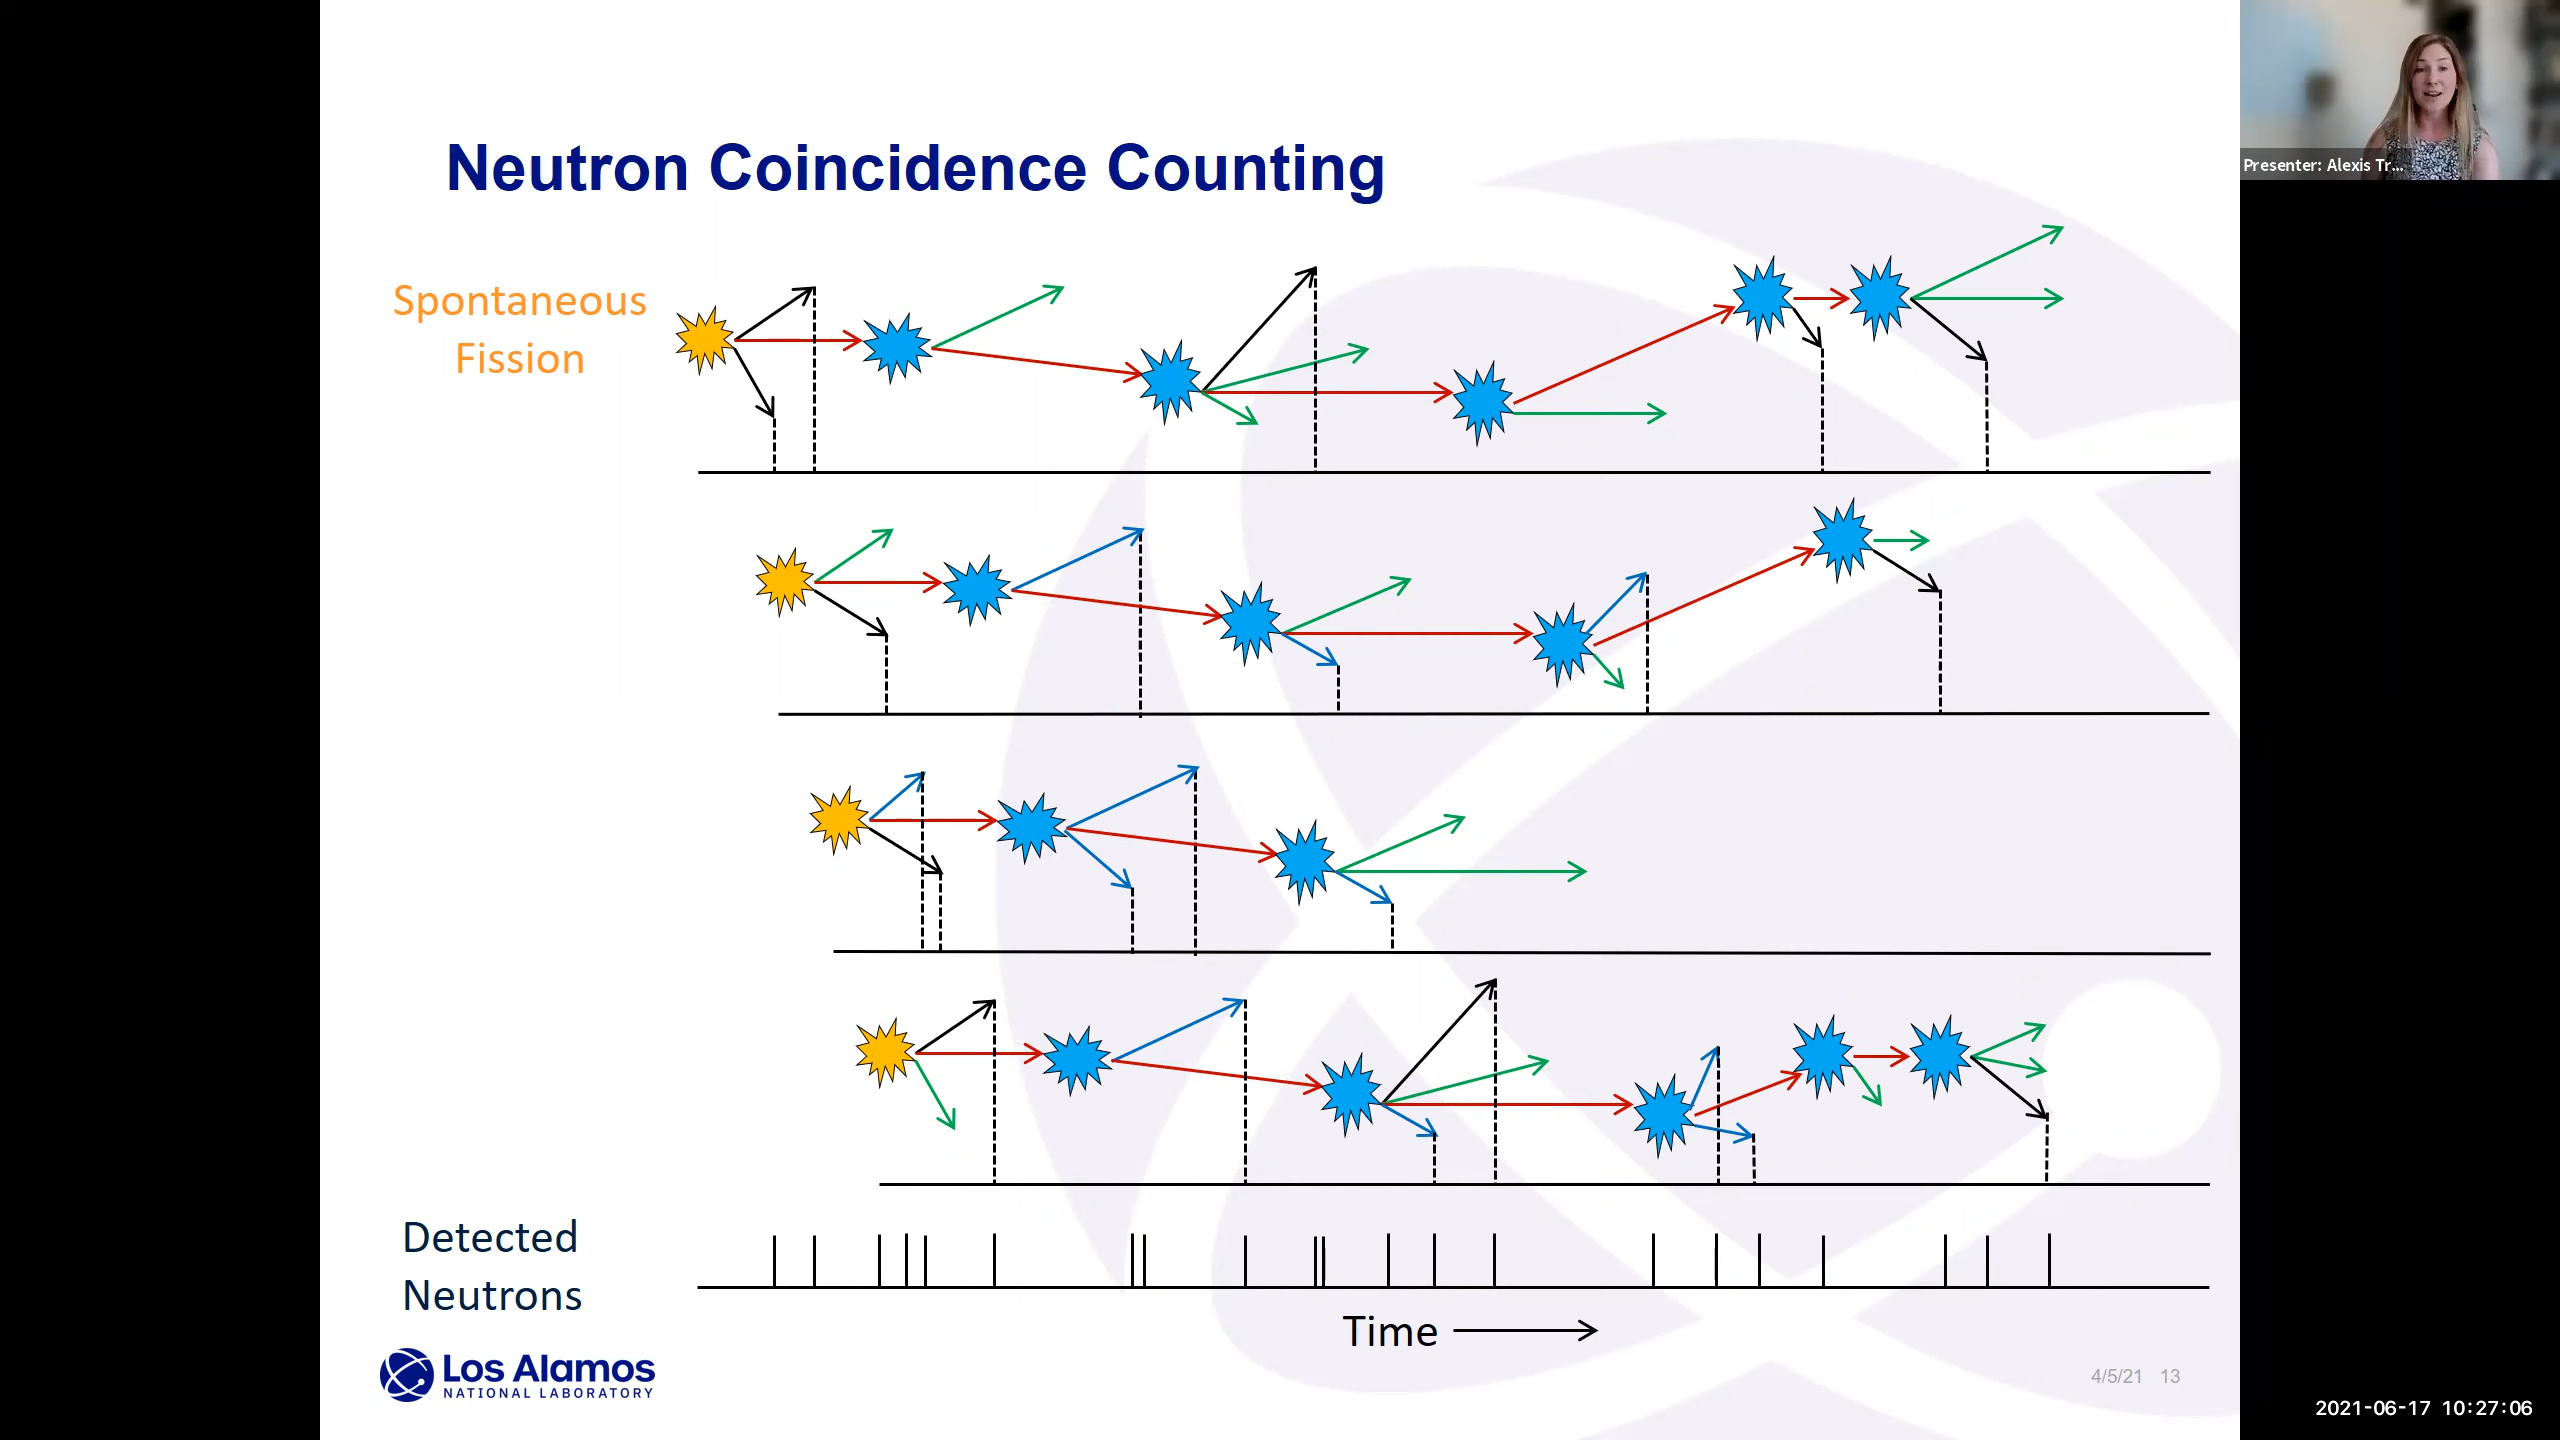 Neutron Coincidence Counting
Presenter: Alexis Tr...
Spontaneous
Fission
Detected
Neutrons
Time
Los Alamos
NATIONAL LABORATORY
4/5/21 13
2021-06-17 10:27:06